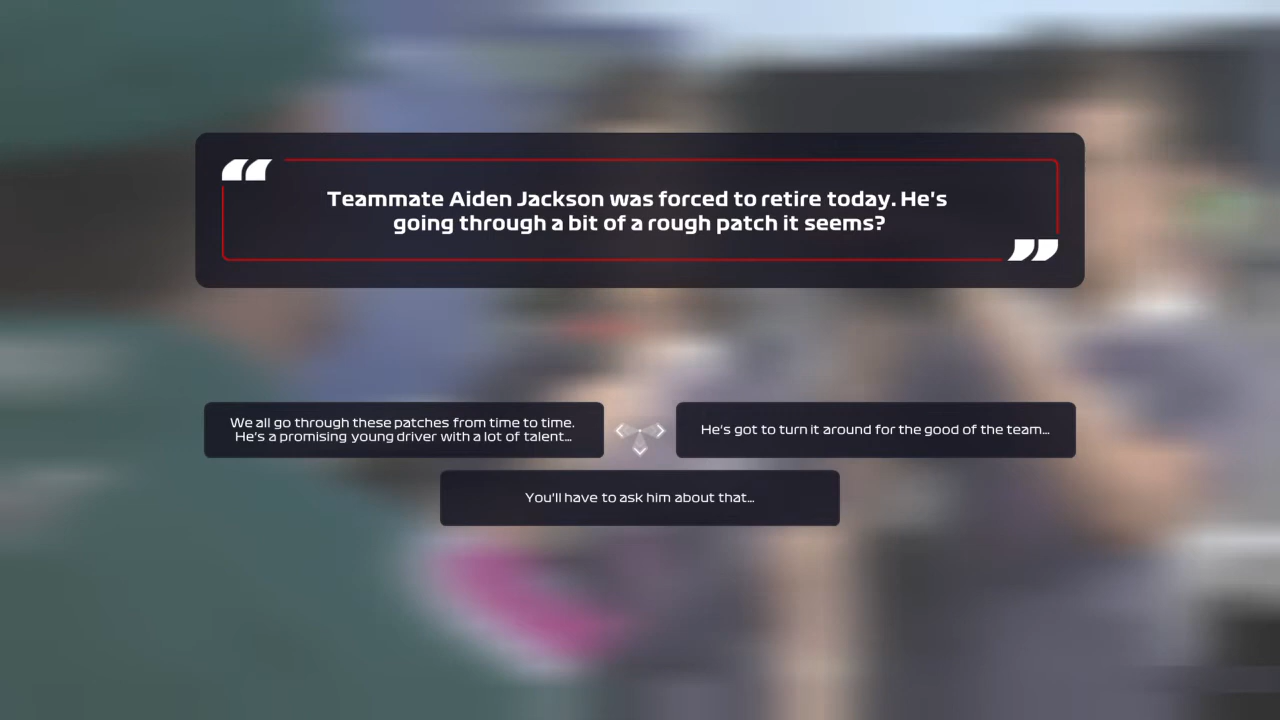 Teammate Aiden Jackson was forced to retire today. He's
going through a bit of a rough patch it seems?
We all go through these patches from time to time.
He's a promising young driver with a lot of talent...
He's got to turn it around for the good of the team...
You'll have to ask him about that...